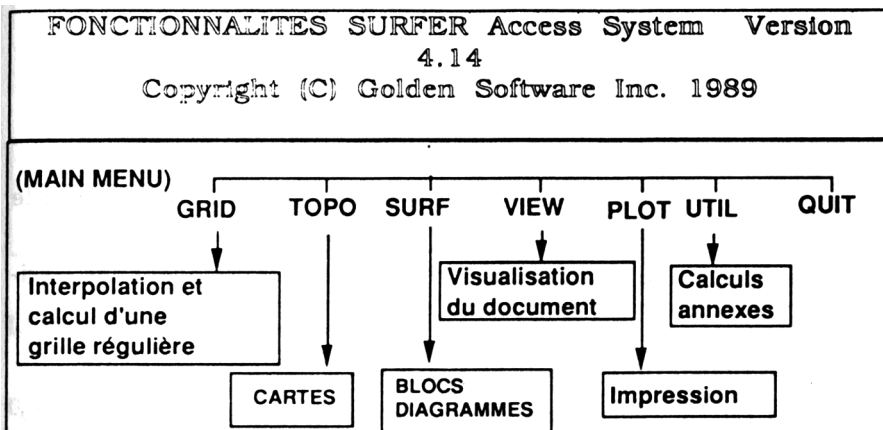 FONCTIONNALITES SURFER Access System Version
4.14
Copyright (C) Golden Software Inc. 1989
(MAIN MENU)
GRID TOPO SURF VIEW PLOT UTIL QUIT
Interpolation et
calcul d'une
grille régulière
Visualisation
du document
Calculs
annexes
CARTES
BLOCS
DIAGRAMMES
Impression